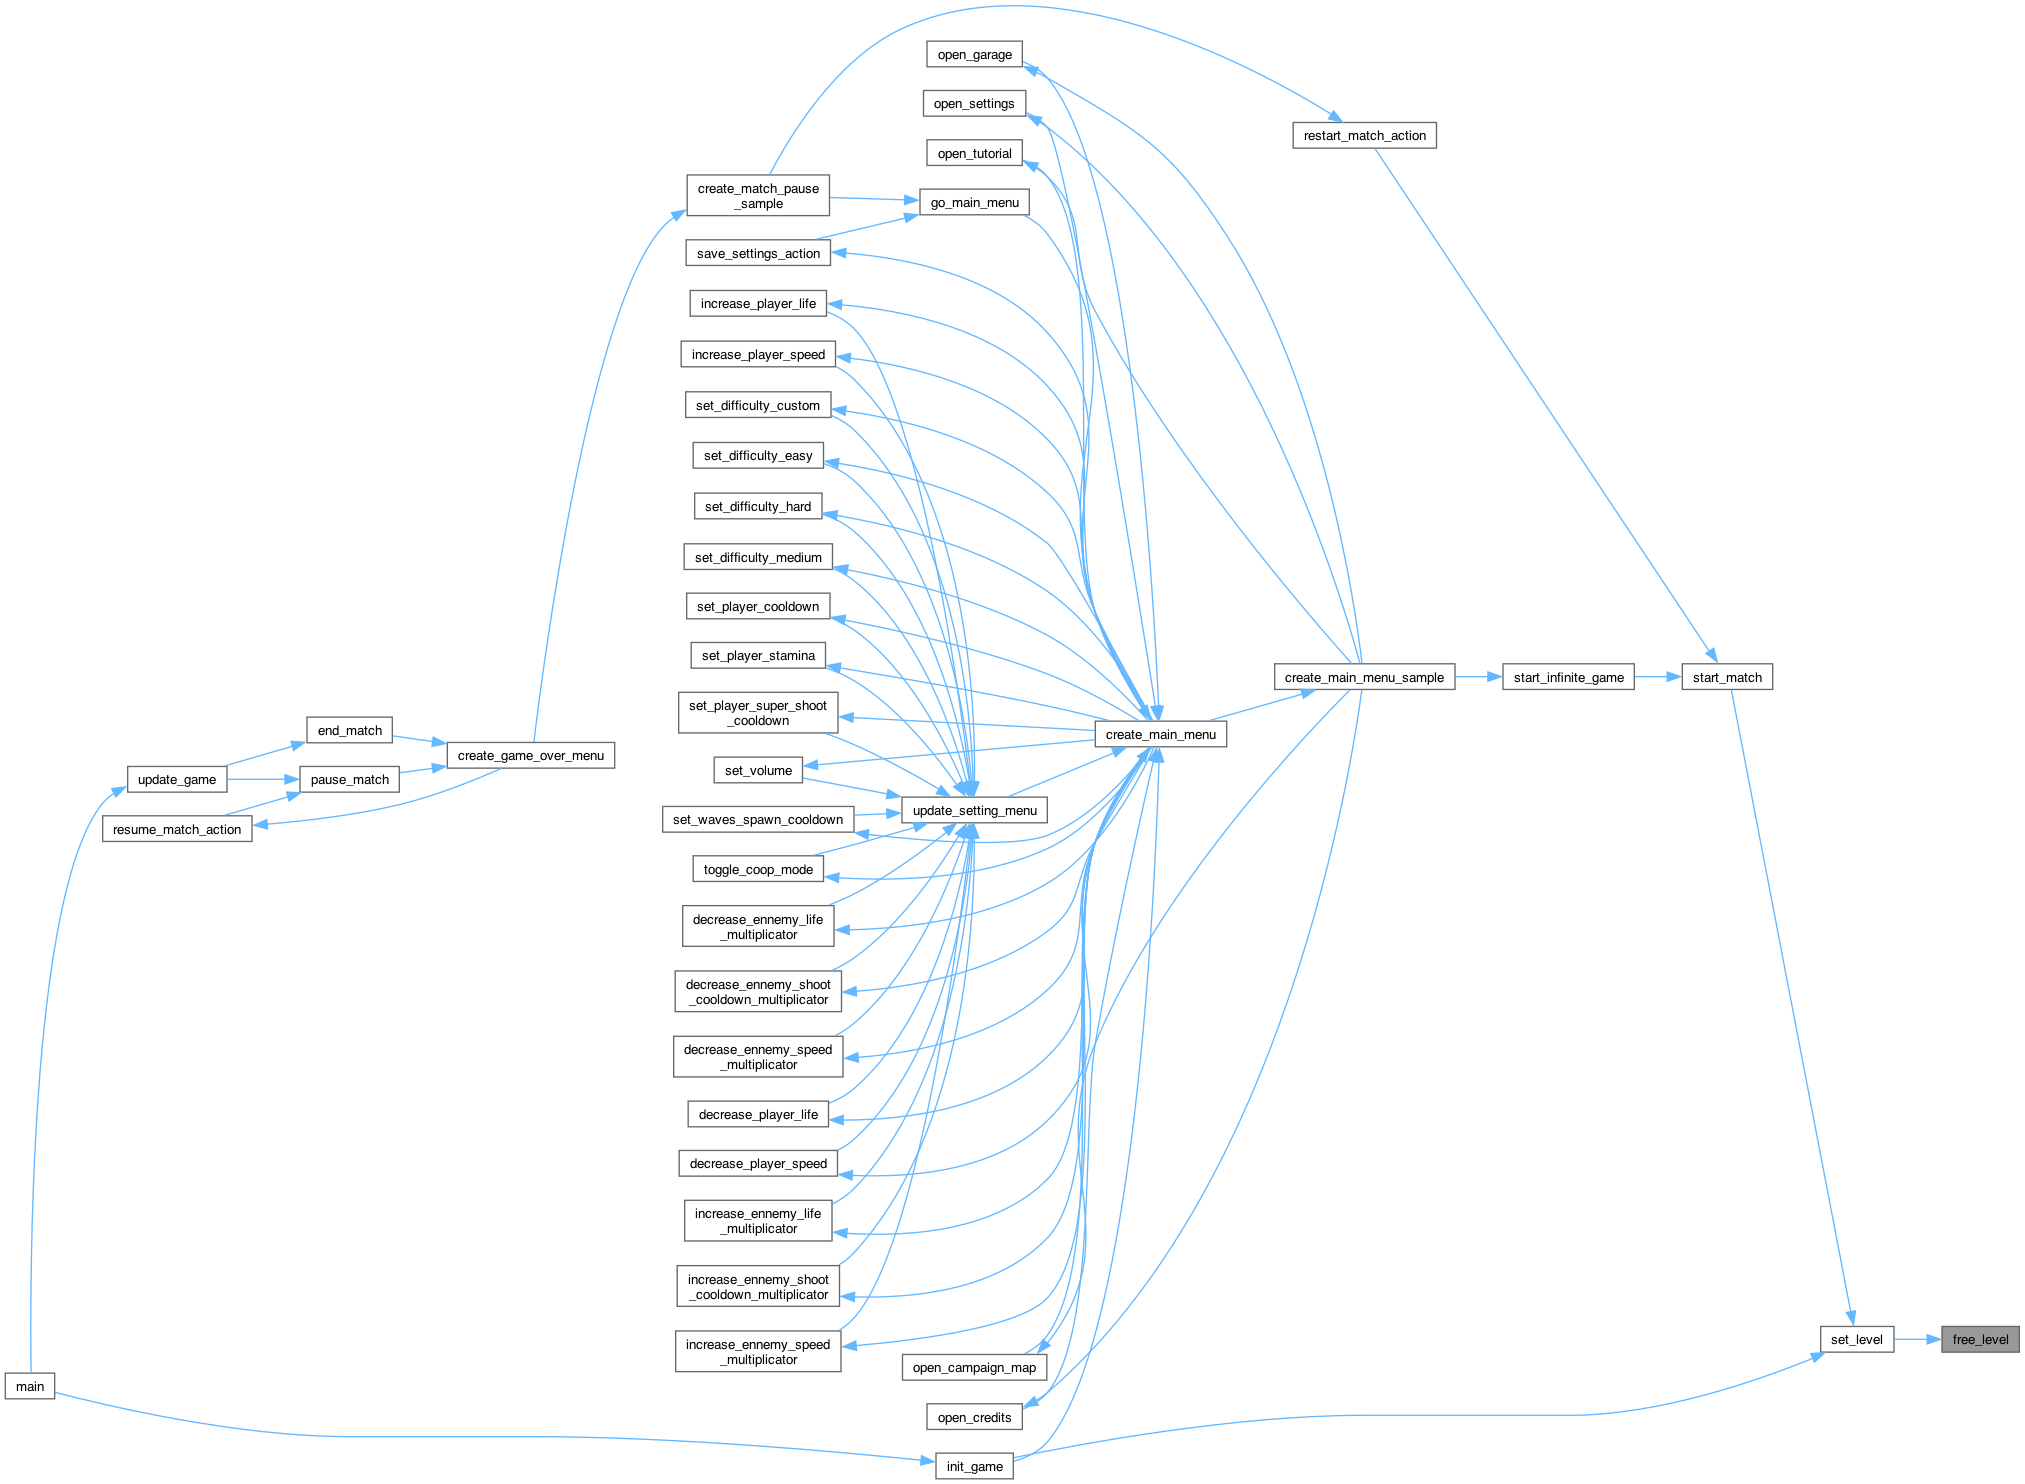 open_garage
open_settings
open_tutorial
restart_match_action
create_match_pause
_sample
go_main_menu
save_settings_action
increase_player_life
increase_player_speed
set_difficulty_custom
set_difficulty_easy
set_difficulty_hard
set_difficulty_medium
set_player_cooldown
set_player_stamina
create_main_menu_sample
start_infinite_game
start_match
set_player_super_shoot
_cooldown
end_match
create_main_menu
create_game_over_menu
set_volume
update_game
pause_match
update_setting_menu
set_waves_spawn_cooldown
resume_match_action
toggle_coop_mode
decrease_ennemy_life
_multiplicator
decrease_ennemy_shoot
_cooldown_multiplicator
decrease_ennemy_speed
_multiplicator
decrease_player_life
decrease_player_speed
increase_ennemy_life
_multiplicator
increase_ennemy_shoot
_cooldown_multiplicator
increase_ennemy_speed
_multiplicator
set_level
free_level
open_campaign_map
main
open_credits
init_game